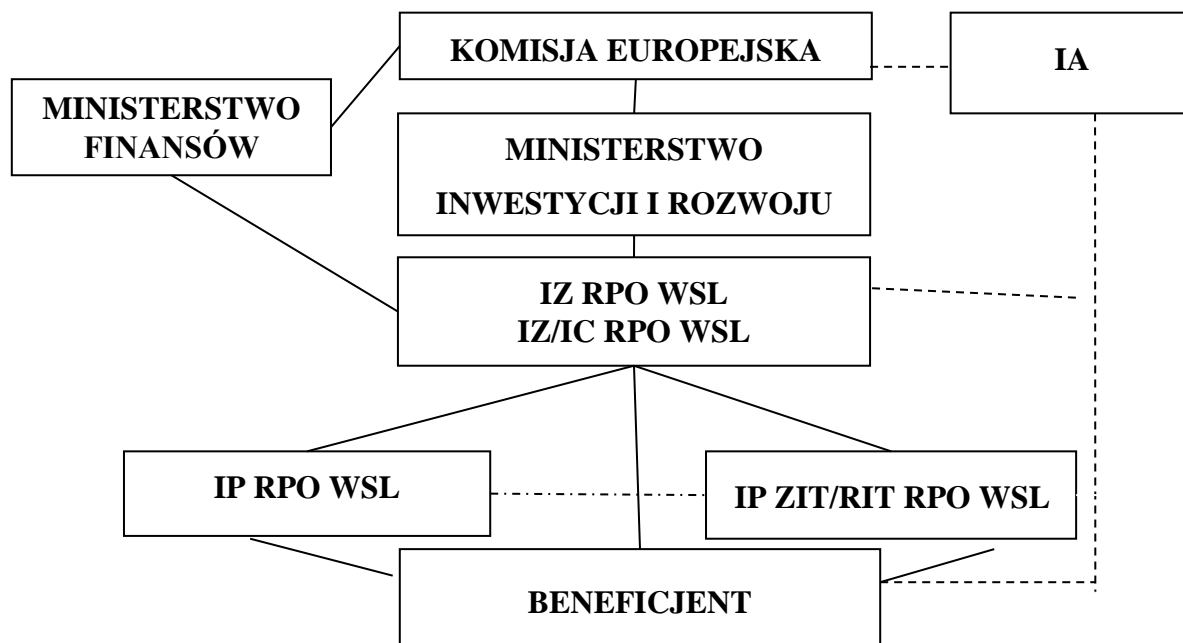 KOMISJA EUROPEJSKA
IA
MINISTERSTWO
FINANSÓW
MINISTERSTWO
INWESTYCJI I ROZWOJU
IZ RPO WSL
IZ/IC RPO WSL
IP RPO WSL
IP ZIT/RIT RPO WSL
BENEFICJENT